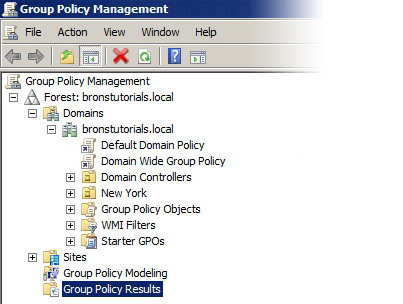 Group Policy Management
File Action View Window Help
Group Policy Management
Forest: bronstutorials.local
Domains
bronstutorials.local
Default Domain Policy
Domain Wide Group Policy
Domain Controllers
New York
Group Policy Objects
WMI Filters
Starter GPOs
Sites
Group Policy Modeling
Group Policy Results